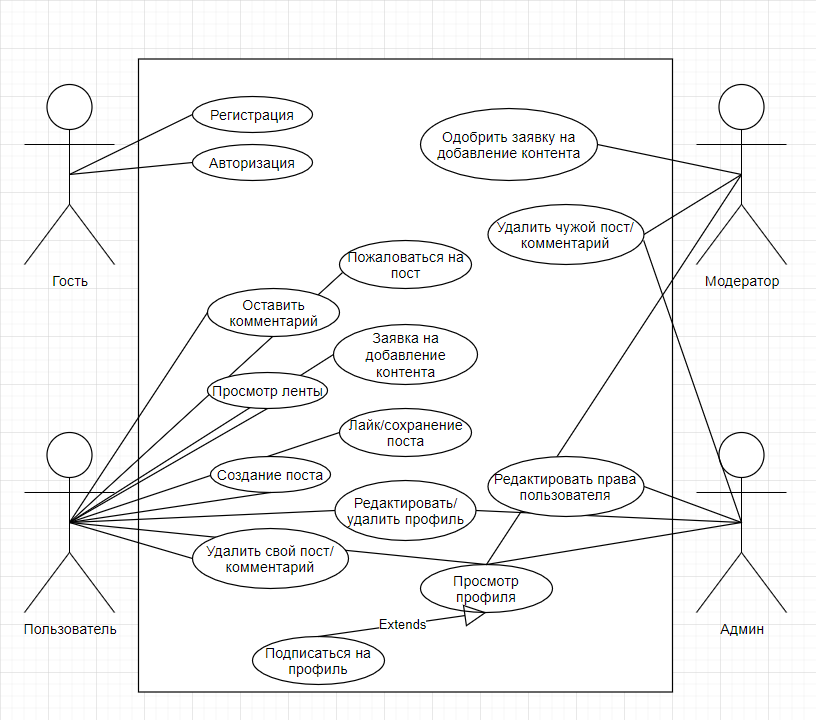 Регистрация
Авторизация
Гость
Одобрить заявку на
добавление контента
Удалить чужой пост/
комментарий
Модератор
Пожаловаться на
пост
Оставить
комментарий
Заявка на
добавление
контента
Просмотр ленты
Лайк/сохранение
поста
Создание поста
Редактировать/
удалить профиль
Редактировать права
пользователя
Удалить свой пост/
комментарий
Просмотр
профиля
Пользователь
Админ
Extends
Подписаться на
профиль